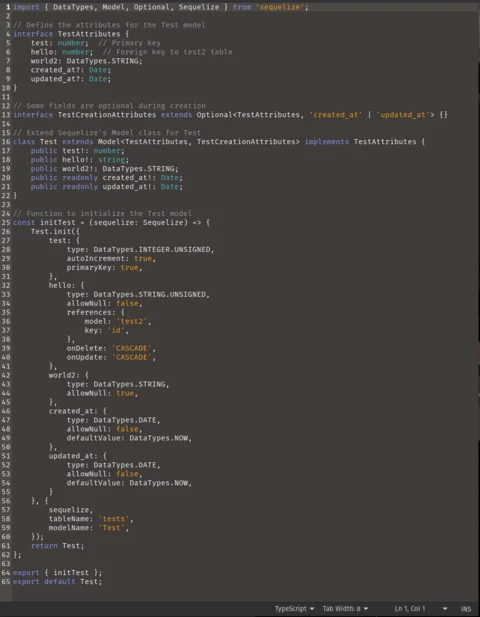 1 import { DataTypes, Model, Optional, Sequelize } from 'sequelize';
2
3 // Define the attributes for the Test model
4 interface TestAttributes {
5     test: number;  // Primary key
6     hello: number;  // Foreign key to test2 table
7     world2: DataTypes.STRING;
8     created_at?: Date;
9     updated_at?: Date;
10 }
11
12 // Some fields are optional during creation
13 interface TestCreationAttributes extends Optional<TestAttributes, 'created_at' | 'updated_at'> {}
14
15 // Extend Sequelize's Model class for Test
16 class Test extends Model<TestAttributes, TestCreationAttributes> implements TestAttributes {
17     public test!: number;
18     public hello!: string;
19     public world2!: DataTypes.STRING;
20     public readonly created_at!: Date;
21     public readonly updated_at!: Date;
22 }
23
24 // Function to initialize the Test model
25 const initTest = (sequelize: Sequelize) => {
26     Test.init({
27         test: {
28             type: DataTypes.INTEGER.UNSIGNED,
29             autoIncrement: true,
30             primaryKey: true,
31         },
32         hello: {
33             type: DataTypes.STRING.UNSIGNED,
34             allowNull: false,
35             references: {
36                 model: 'test2',
37                 key: 'id',
38             },
39             onDelete: 'CASCADE',
40             onUpdate: 'CASCADE',
41         },
42         world2: {
43             type: DataTypes.STRING,
44             allowNull: true,
45         },
46         created_at: {
47             type: DataTypes.DATE,
48             allowNull: false,
49             defaultValue: DataTypes.NOW,
50         },
51         updated_at: {
52             type: DataTypes.DATE,
53             allowNull: false,
54             defaultValue: DataTypes.NOW,
55         }
56     }, {
57         sequelize,
58         tableName: 'tests',
59         modelName: 'Test',
60     });
61     return Test;
62 };
63
64 export { initTest };
65 export default Test;
TypeScript Tab Width: 8 Ln 1, Col 1 INS